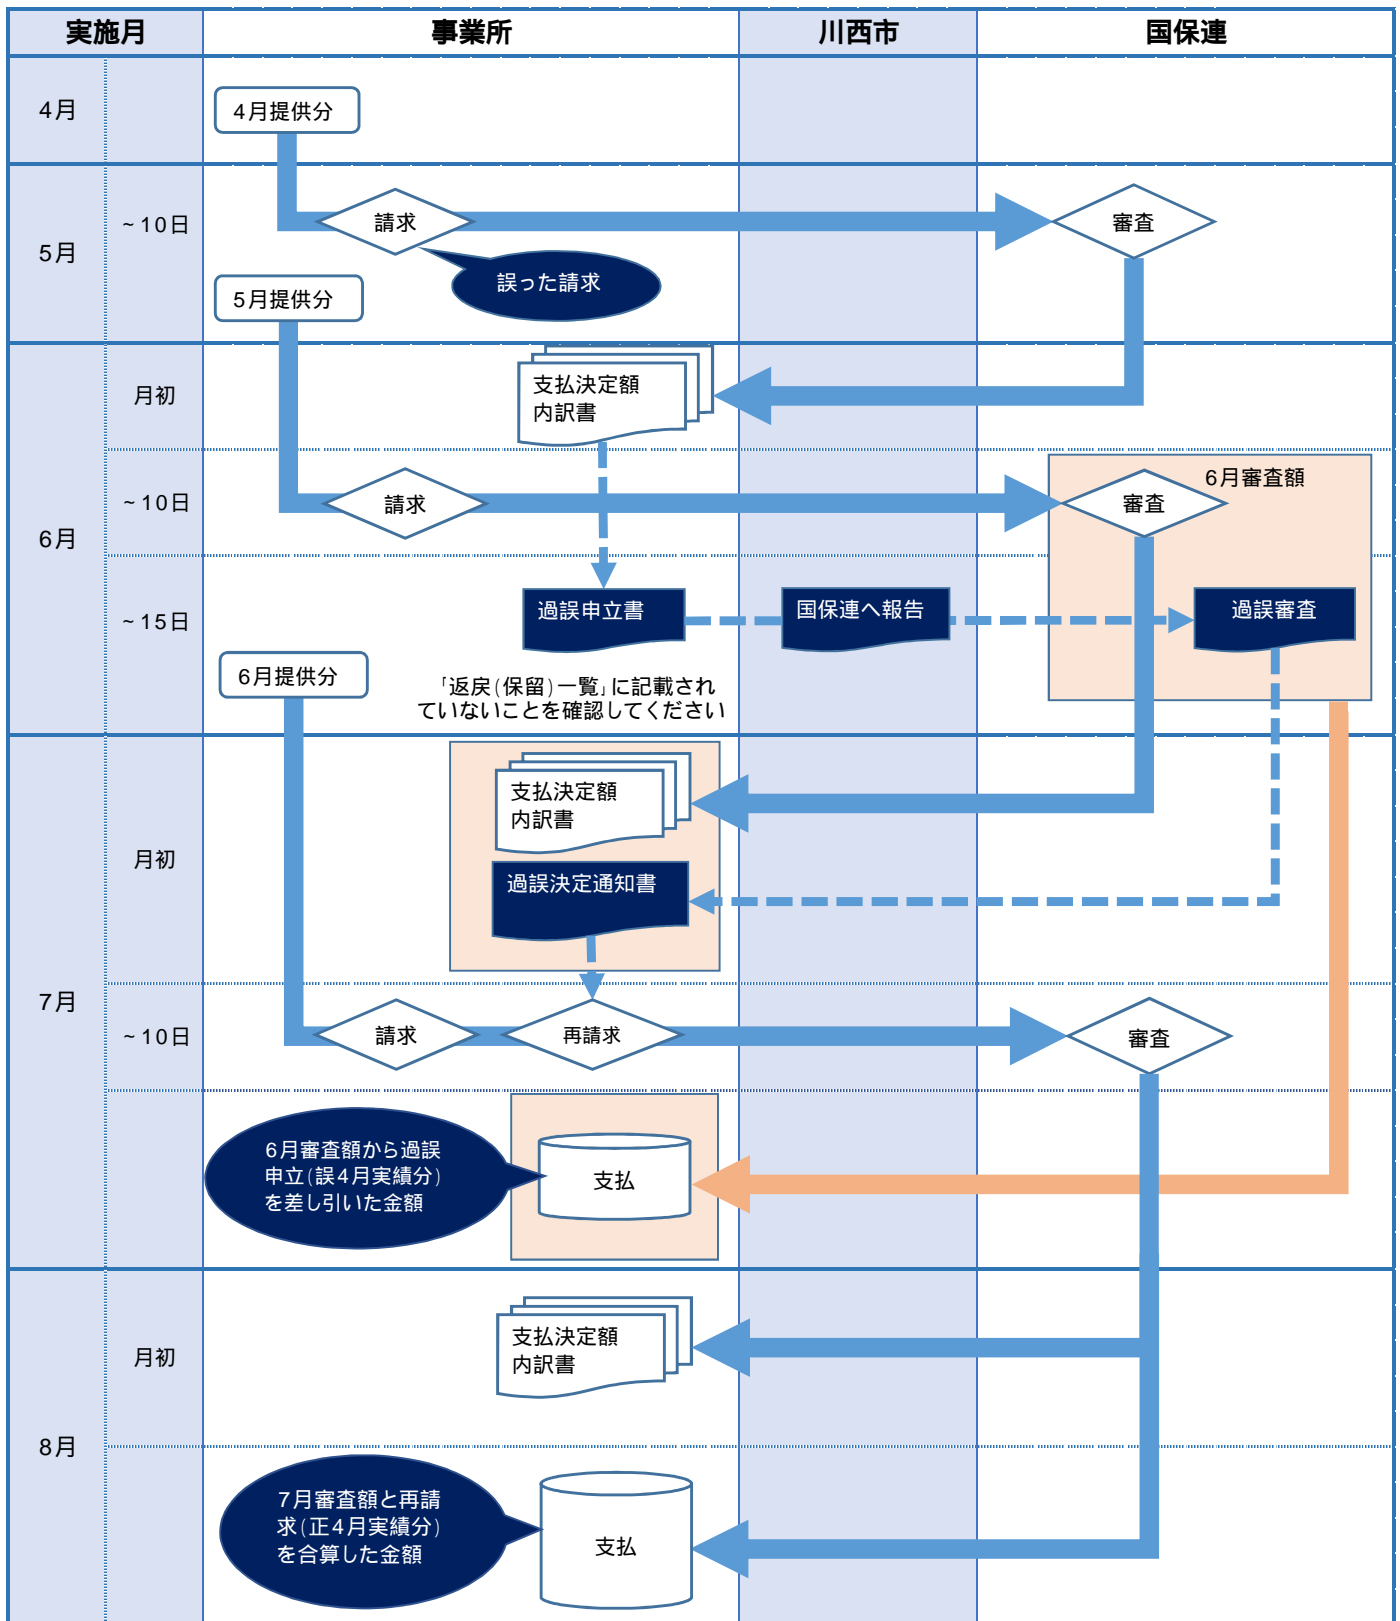 実施月 事業所 川西市 国保連
4月
4月提供分
5月
~10日
請求
審査
誤った請求
5月提供分
6月
月初
支払決定額
内訳書
~10日
請求
審査
6月審査額
~15日
過誤申立書
国保連へ報告
過誤審査
6月提供分
「返戻(保留)一覧」に記載され
ていないことを確認してください
7月
月初
支払決定額
内訳書
過誤決定通知書
~10日
請求
再請求
審査
6月審査額から過誤
申立(誤4月実績分)
を差し引いた金額
支払
8月
月初
支払決定額
内訳書
7月審査額と再請
求(正4月実績分)
を合算した金額
支払